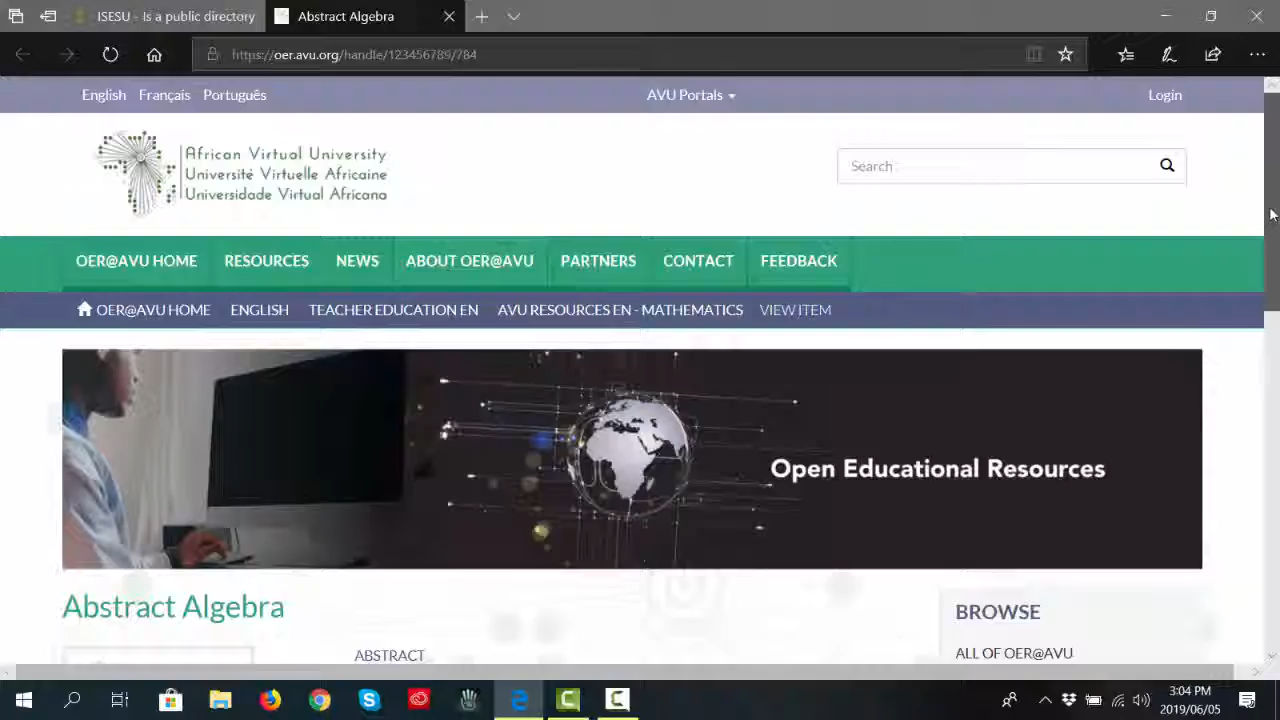 ISESU - Is a public directory
Abstract Algebra
https://oer.avu.org/handle/123456789/784
English Français Português AVU Portals Login
African Virtual University
Université Virtuelle Africaine
Universidade Virtual Africana
Search
OER@AVU HOME RESOURCES NEWS ABOUT OER@AVU PARTNERS CONTACT FEEDBACK
OER@AVU HOME ENGLISH TEACHER EDUCATION EN AVU RESOURCES EN - MATHEMATICS VIEW ITEM
Open Educational Resources
Abstract Algebra
BROWSE
ABSTRACT
ALL OF OER@AVU
3:04 PM
2019/06/05